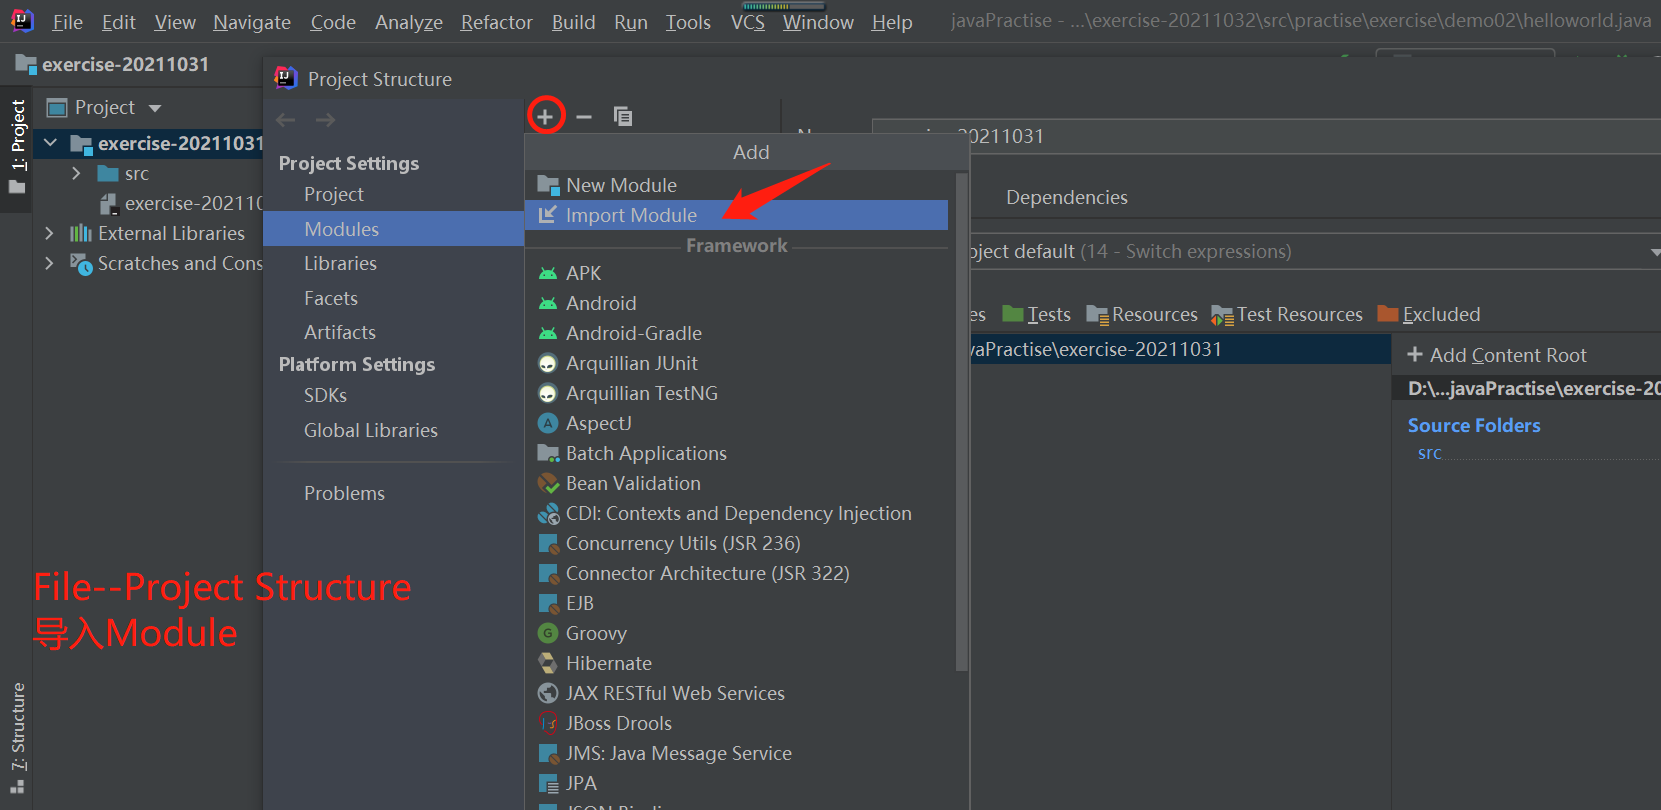 File Edit View Navigate Code Analyze Refactor Build Run Tools VCS Window Help javaPractise - ...\exercise-20211032\src\practise\exercise\demo02\helloworld.java
exercise-20211031
Project Structure
1: Project
Project
exercise-20211031
src
exercise-202110
External Libraries
Scratches and Cons
7: Structure
Project Settings
Project
Modules
Libraries
Facets
Artifacts
Platform Settings
SDKs
Global Libraries
Problems
Add
New Module
Import Module
Framework
APK
Android
Android-Gradle
Arquillian JUnit
Arquillian TestNG
AspectJ
Batch Applications
Bean Validation
CDI: Contexts and Dependency Injection
Concurrency Utils (JSR 236)
Connector Architecture (JSR 322)
EJB
Groovy
Hibernate
JAX RESTful Web Services
JBoss Drools
JMS: Java Message Service
JPA
20211031
Dependencies
oject default (14 - Switch expressions)
es Tests Resources Test Resources Excluded
vaPractise\exercise-20211031
Add Content Root
D:\...javaPractise\exercise-20
Source Folders
src
File--Project Structure
导入Module